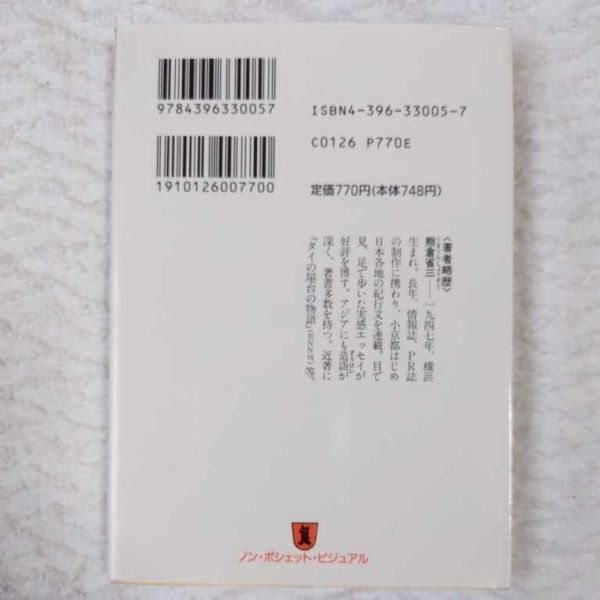 9784396330057
ISBN4-396-33005-7
C0126 P770E
1910126007700
定価770円(本体748円)
〈著者略歴〉
熊倉省三――一九四七年、横浜
生まれ。長年、情報誌、PR誌
の制作に携わり、小京都はじめ
日本各地の紀行文を連載。目て
見、足て歩いた実感エッセイが
好評を博す。アジアにも造詣が
深く、著書多数を持つ。近著に
『タイの屋台の物語』(BNN刊)等。
ノン・ポシェット・ビジュアル